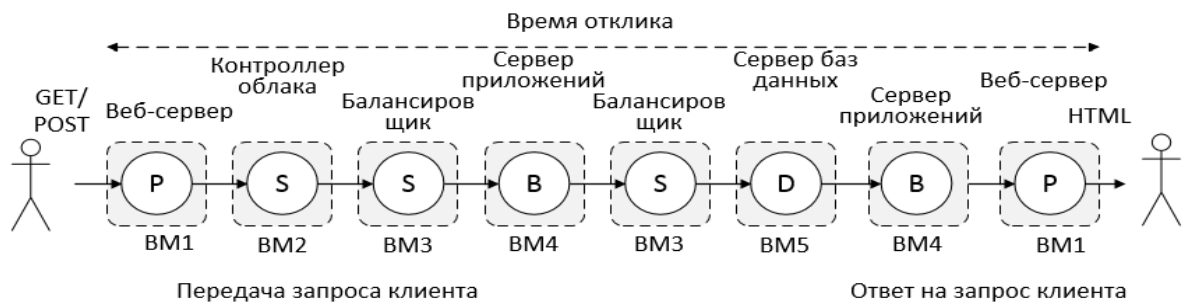 Время отклика
GET/
POST
Веб-сервер
Контроллер
облака
Балансиров
щик
Сервер
приложений
Балансиров
щик
Сервер баз
данных
Сервер
приложений
Веб-сервер
HTML
P
S
S
B
S
D
B
P
ВМ1
ВМ2
ВМ3
ВМ4
ВМ3
ВМ5
ВМ4
ВМ1
Передача запроса клиента
Ответ на запрос клиента